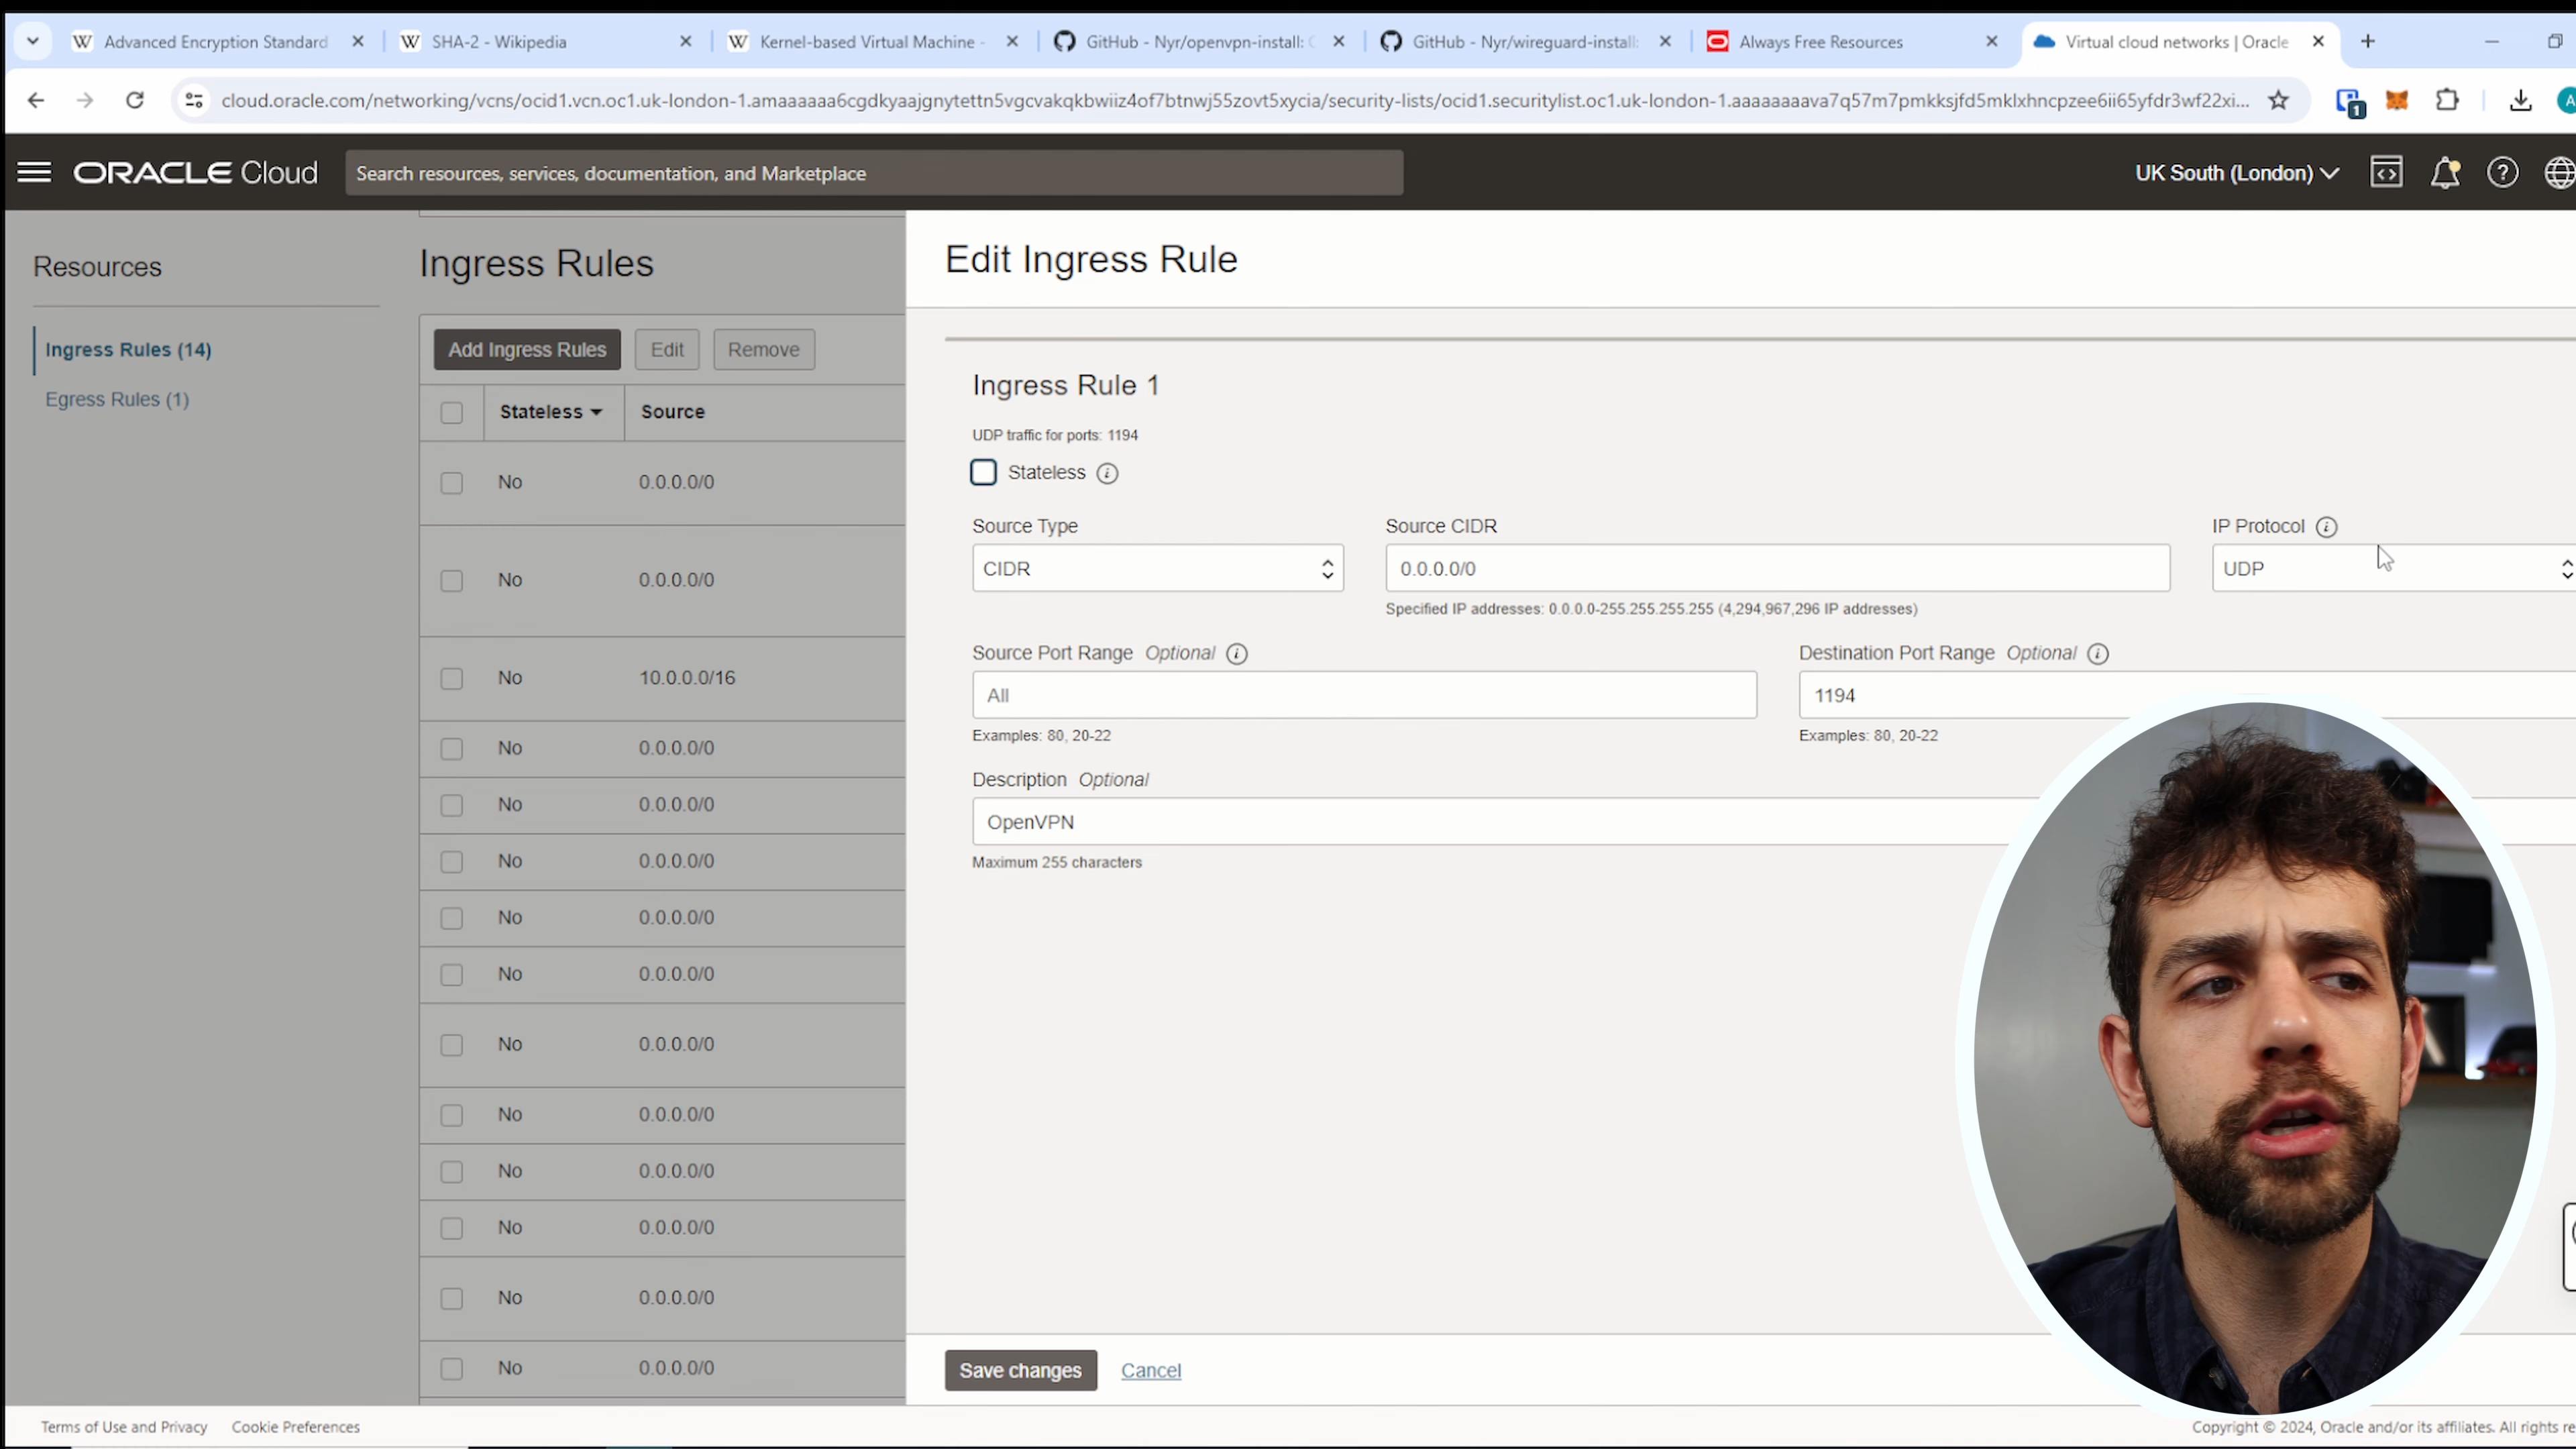 Advanced Encryption Standard
SHA-2 - Wikipedia
Kernel-based Virtual Machine -
GitHub - Nyr/openvpn-install:
GitHub - Nyr/wireguard-install:
Always Free Resources
Virtual cloud networks | Oracle
cloud.oracle.com/networking/vcns/ocid1.vcn.oc1.uk-london-1.amaaaaaa6cgdkyaajgnytettn5vgcvakqkbwiiz4of7btnwj55zovt5xycia/security-lists/ocid1.securitylist.oc1.uk-london-1.aaaaaaaava7q57m7pmkksjfd5mklxhncpzee6ii65yfdr3wf22xi...
1
A
ORACLE Cloud
Search resources, services, documentation, and Marketplace
UK South (London)
Resources
Ingress Rules (14)
Egress Rules (1)
Ingress Rules
Add Ingress Rules Edit Remove
Stateless Source
No 0.0.0.0/0
No 0.0.0.0/0
No 10.0.0.0/16
No 0.0.0.0/0
No 0.0.0.0/0
No 0.0.0.0/0
No 0.0.0.0/0
No 0.0.0.0/0
No 0.0.0.0/0
No 0.0.0.0/0
No 0.0.0.0/0
No 0.0.0.0/0
No 0.0.0.0/0
No 0.0.0.0/0
Edit Ingress Rule
Ingress Rule 1
UDP traffic for ports: 1194
Stateless
Source Type Source CIDR IP Protocol
CIDR 0.0.0.0/0 UDP
Specified IP addresses: 0.0.0.0-255.255.255.255 (4,294,967,296 IP addresses)
Source Port Range Optional Destination Port Range Optional
All 1194
Examples: 80, 20-22 Examples: 80, 20-22
Description Optional
OpenVPN
Maximum 255 characters
Save changes Cancel
Terms of Use and Privacy Cookie Preferences
Copyright © 2024, Oracle and/or its affiliates. All rights